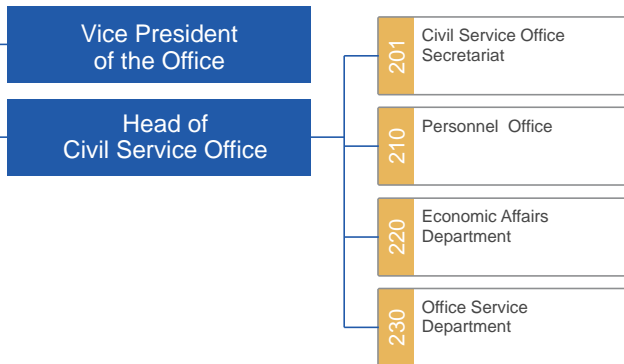 Vice President
of the Office
Head of
Civil Service Office
201
Civil Service Office
Secretariat
210
Personnel Office
220
Economic Affairs
Department
230
Office Service
Department